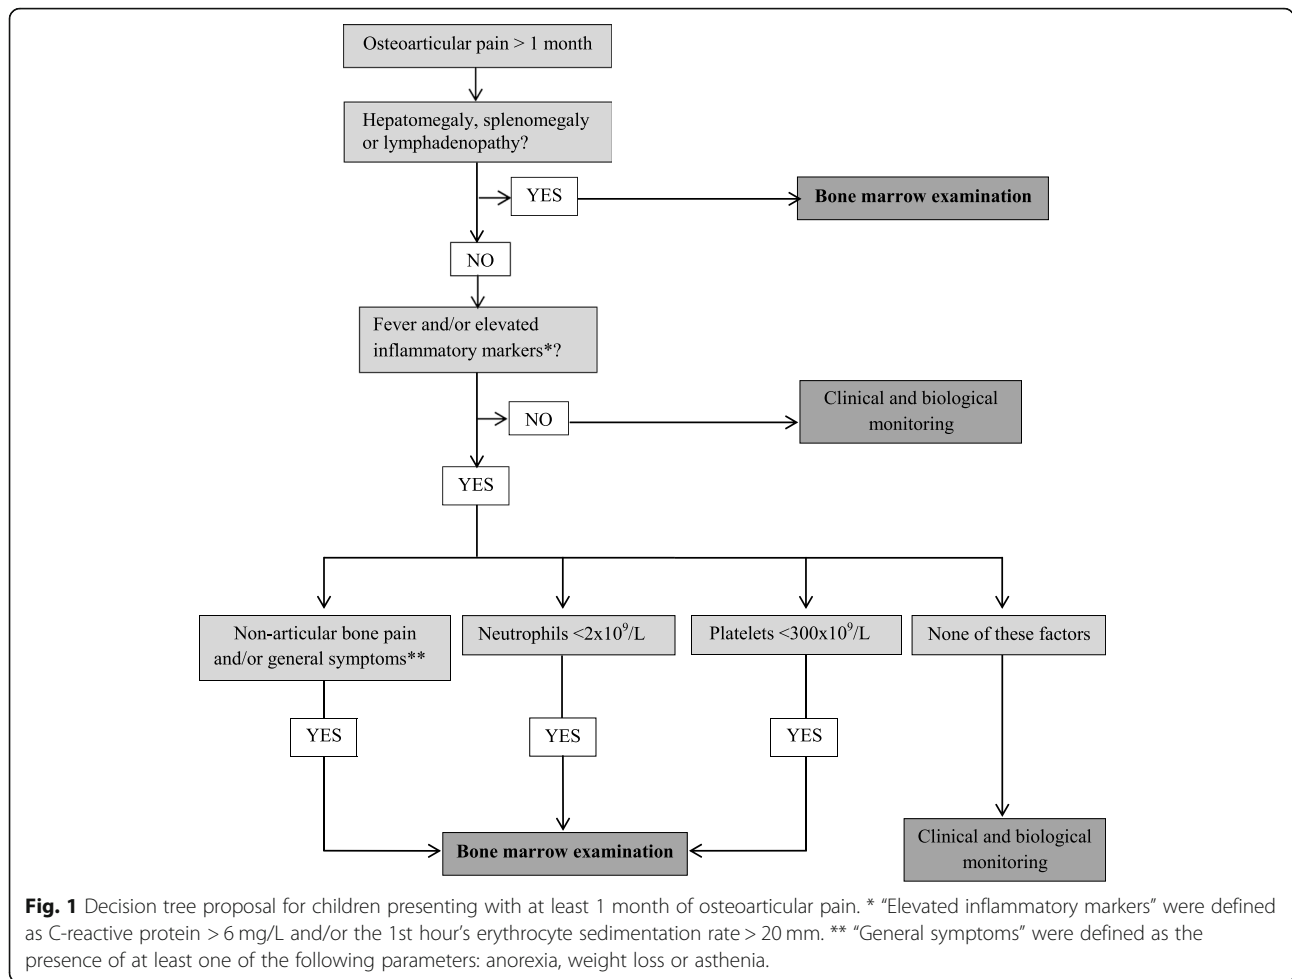 Osteoarticular pain > 1 month
Hepatomegaly, splenomegaly
or lymphadenopathy?
YES
Bone marrow examination
NO
Fever and/or elevated
inflammatory markers*?
NO
Clinical and biological
monitoring
YES
Non-articular bone pain
and/or general symptoms**
Neutrophils <2x10⁹/L
Platelets <300x10⁹/L
None of these factors
YES
YES
YES
Bone marrow examination
Clinical and biological
monitoring
Fig. 1 Decision tree proposal for children presenting with at least 1 month of osteoarticular pain. * “Elevated inflammatory markers” were defined
as C-reactive protein > 6 mg/L and/or the 1st hour’s erythrocyte sedimentation rate > 20 mm. ** “General symptoms” were defined as the
presence of at least one of the following parameters: anorexia, weight loss or asthenia.